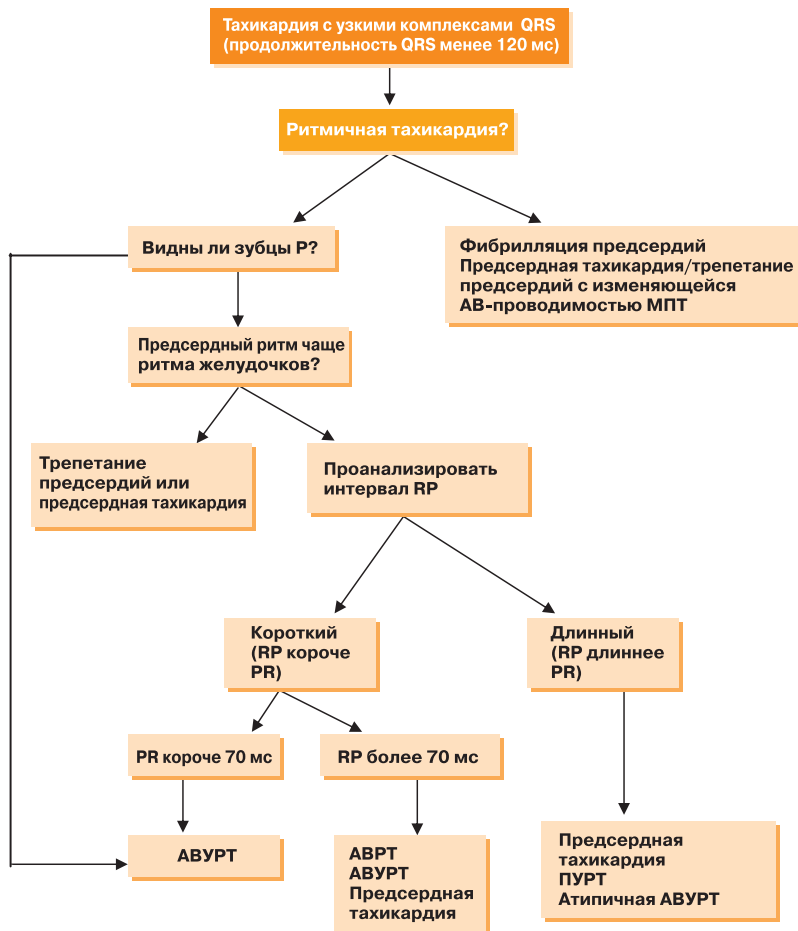 Тахикардия с узкими комплексами QRS
(продолжительность QRS менее 120 мс)
Ритмичная тахикардия?
Видны ли зубцы P?
Фибрилляция предсердий
Предсердная тахикардия/трепетание
предсердий с изменяющейся
АВ-проводимостью МПТ
Предсердный ритм чаще
ритма желудочков?
Трепетание
предсердий или
предсердная тахикардия
Проанализировать
интервал RP
Короткий
(RP короче
PR)
Длинный
(RP длиннее
PR)
PR короче 70 мс
RP более 70 мс
АВУРТ
АВРТ
АВУРТ
Предсердная
тахикардия
Предсердная
тахикардия
ПУРТ
Атипичная АВУРТ